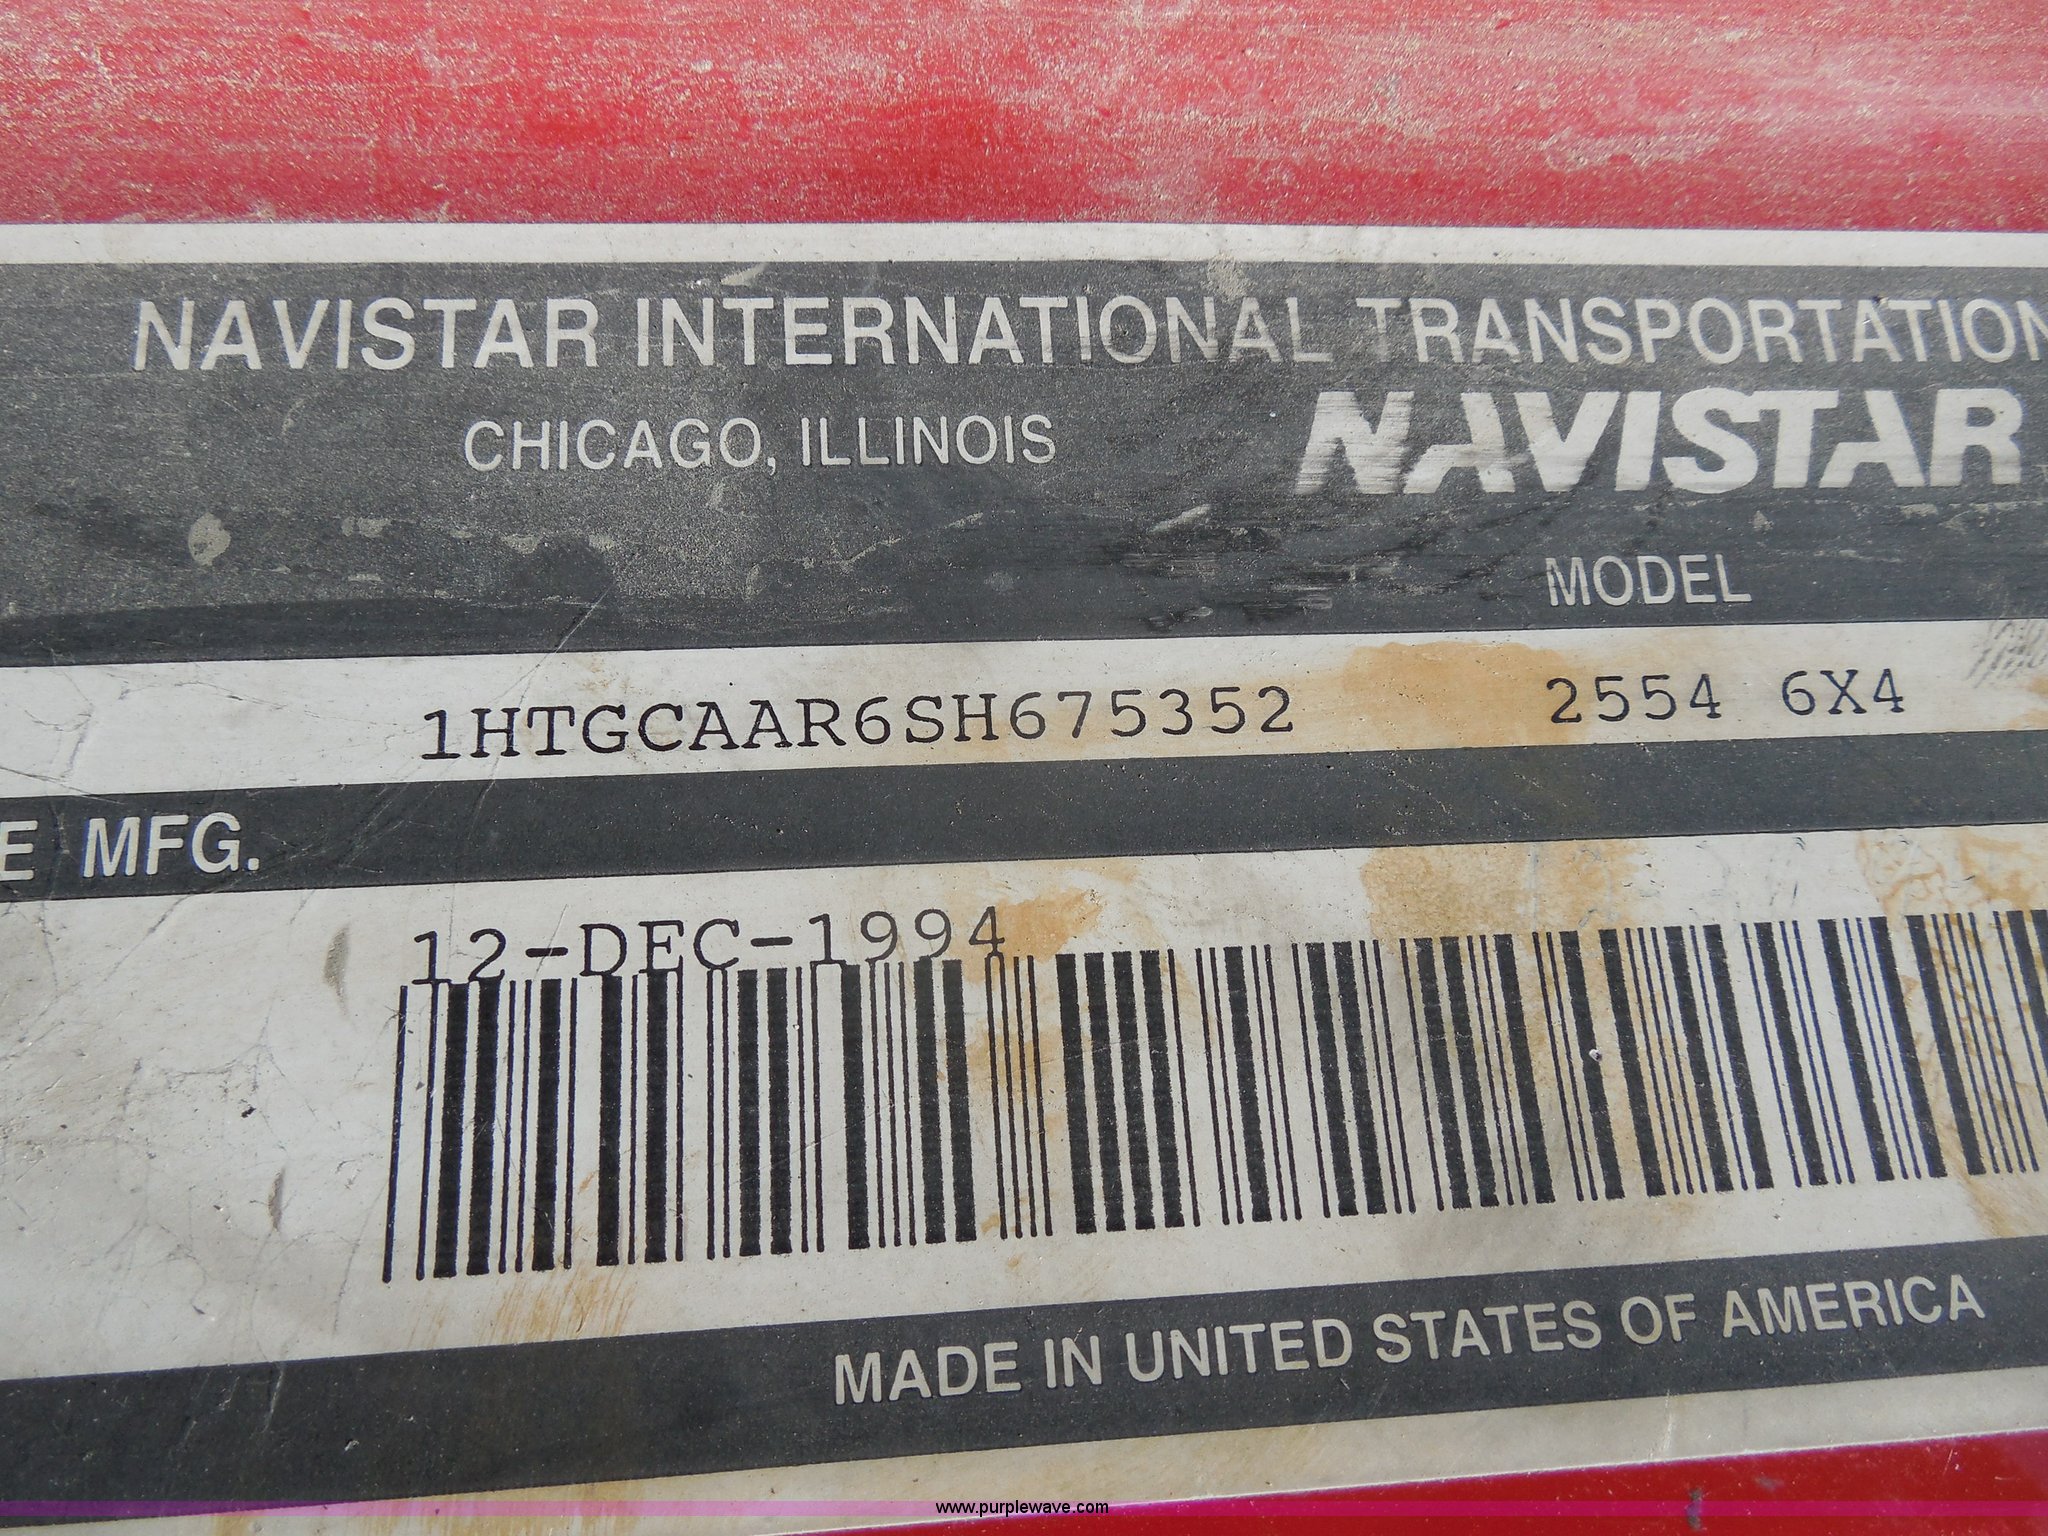 NAVISTAR INTERNATIONAL TRANSPORTATION
CHICAGO, ILLINOIS
NAVISTAR
MODEL
1HTGCAAR6SH675352 2554 6X4
E MFG.
12-DEC-1994
MADE IN UNITED STATES OF AMERICA
www.purplewave.com